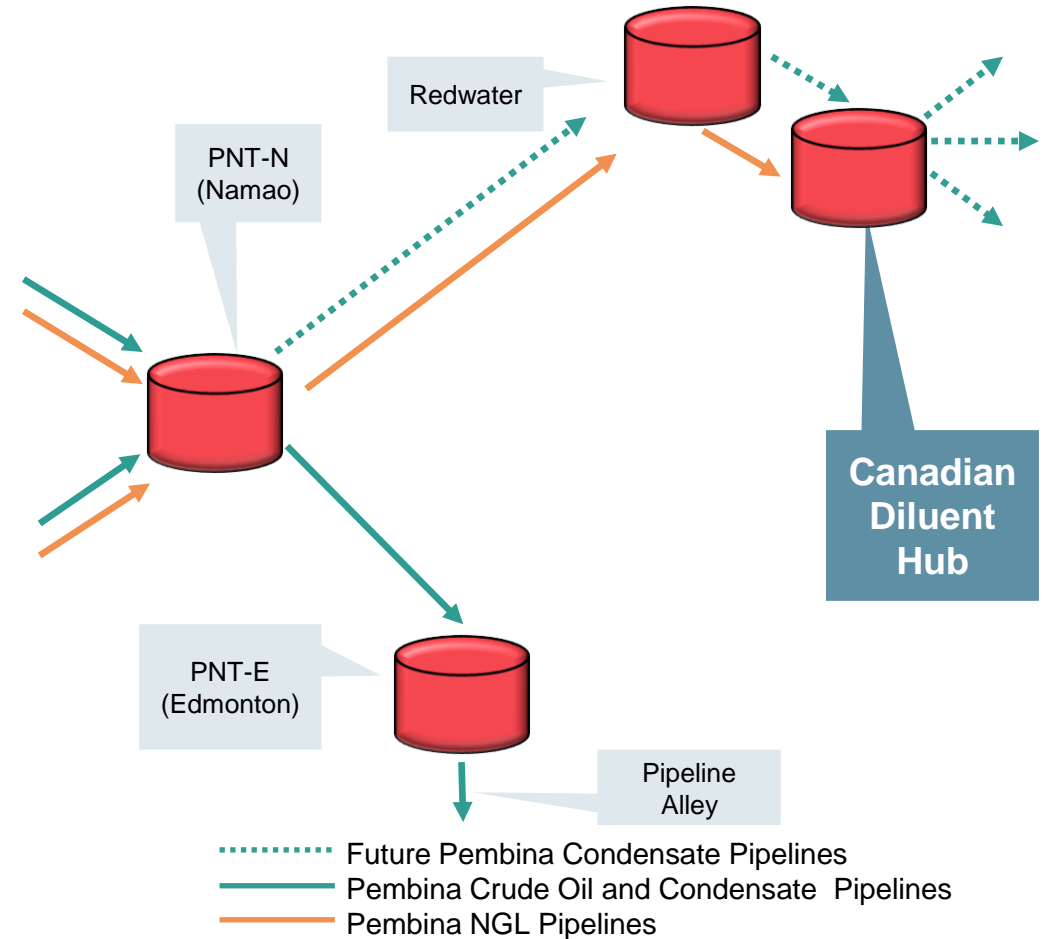 Redwater
PNT-N
(Namao)
Canadian
Diluent
Hub
PNT-E
(Edmonton)
Pipeline
Alley
Future Pembina Condensate Pipelines
Pembina Crude Oil and Condensate  Pipelines
Pembina NGL Pipelines